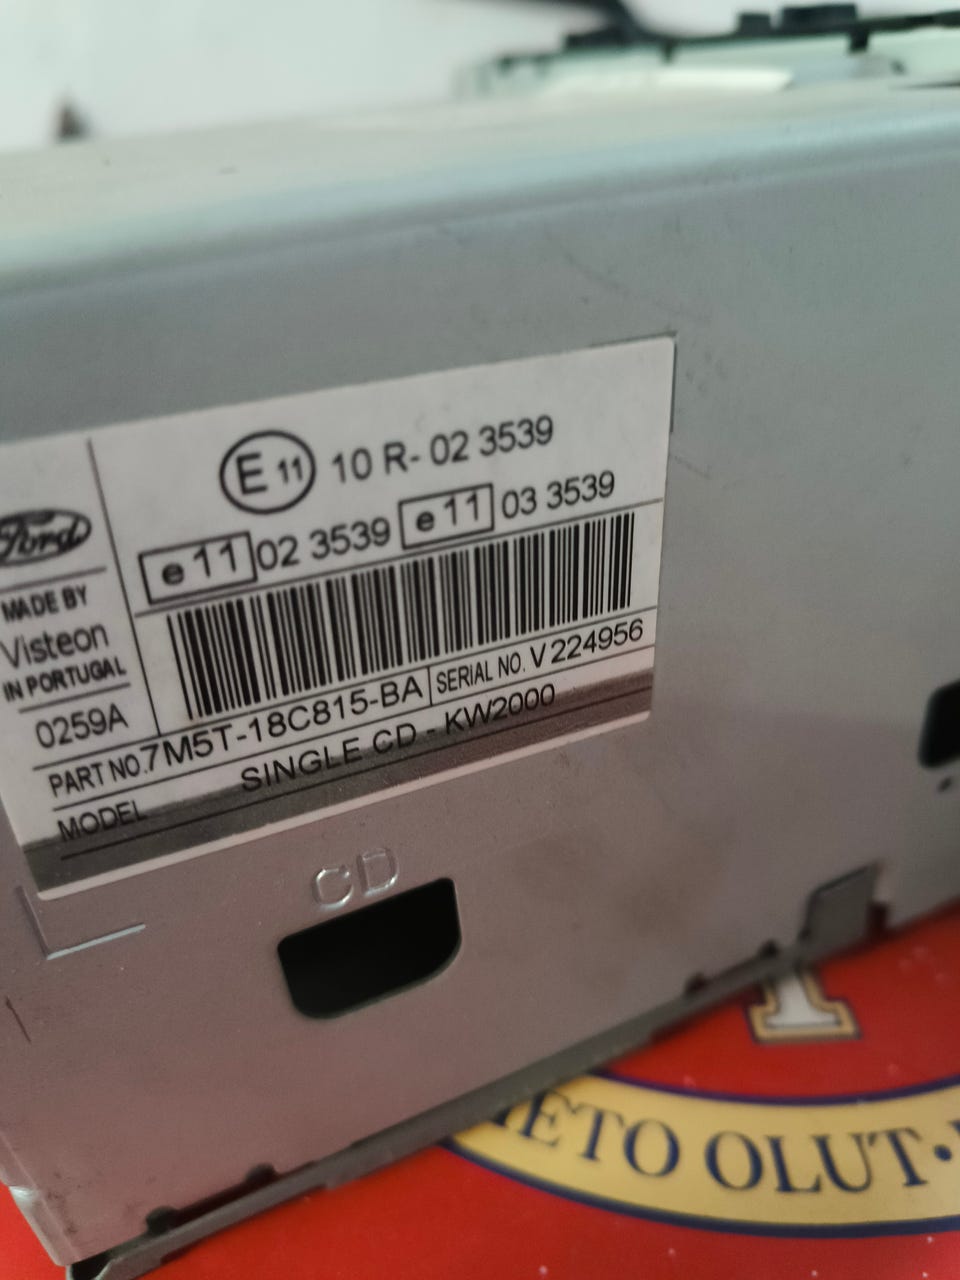 E 11 10 R- 02 3539
e 11 02 3539 e 11 03 3539
Ford
MADE BY
Visteon
IN PORTUGAL
0259A
PART NO. 7M5T-18C815-BA SERIAL NO. V224956
MODEL SINGLE CD - KW2000
CD
OLUT